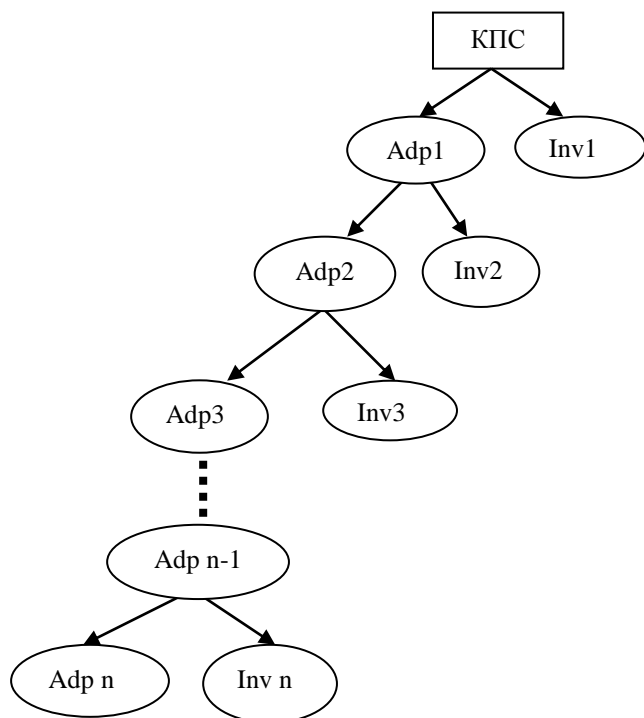 КПС
Adp1
Inv1
Adp2
Inv2
Adp3
Inv3
Adp n-1
Adp n
Inv n